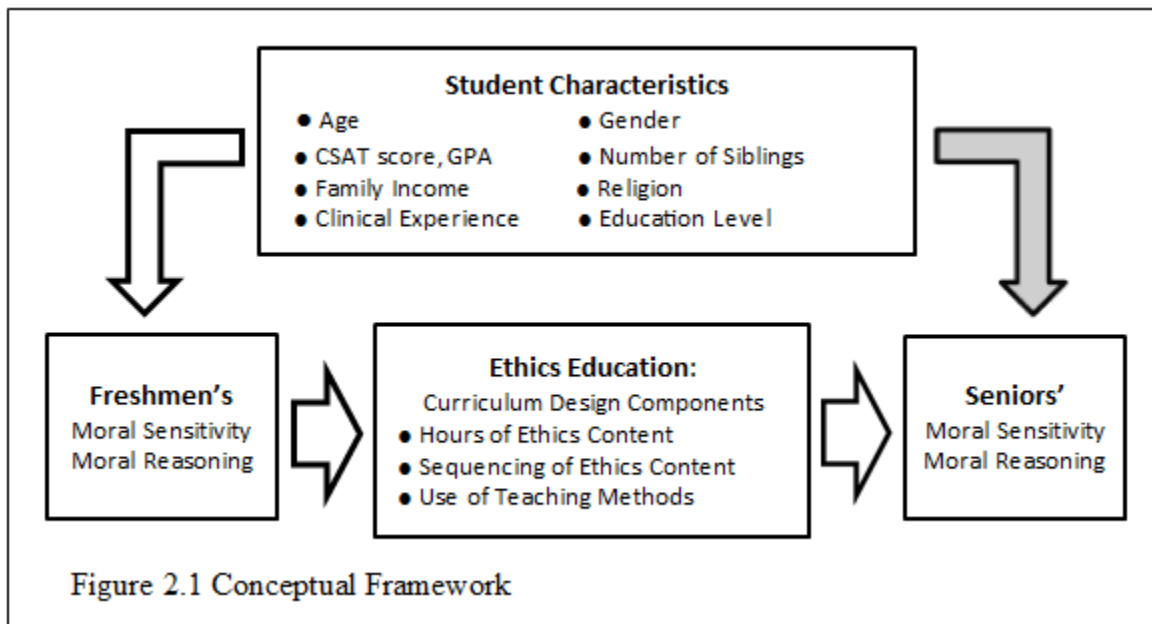 Student Characteristics
● Age
● Gender
● CSAT score, GPA
● Number of Siblings
● Family Income
● Religion
● Clinical Experience
● Education Level
Freshmen’s
Moral Sensitivity
Moral Reasoning
Ethics Education:
Curriculum Design Components
● Hours of Ethics Content
● Sequencing of Ethics Content
● Use of Teaching Methods
Seniors’
Moral Sensitivity
Moral Reasoning
Figure 2.1 Conceptual Framework